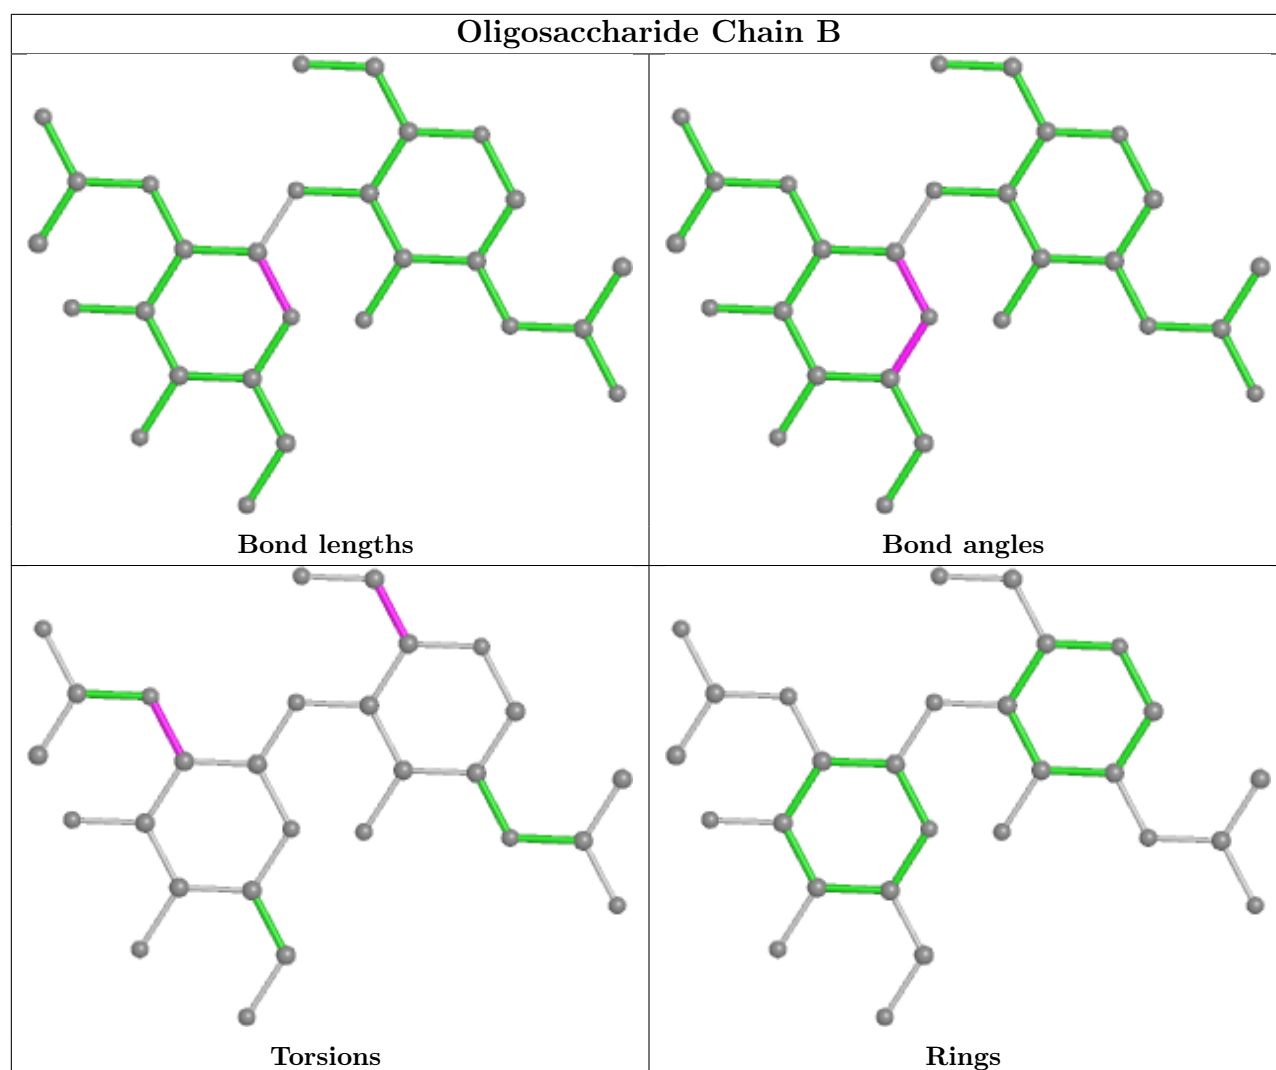 Oligosaccharide Chain B
Bond lengths
Bond angles
Torsions
Rings